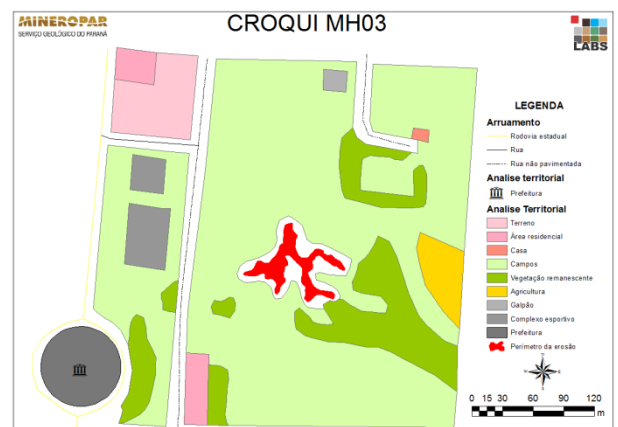 MINEROPAR
SERVIÇO GEOLÓGICO DO PARANÁ
CROQUI MH03
LABS
LEGENDA
Arruamento
Rodovia estadual
Rua
Rua não pavimentada
Analise territorial
Prefeitura
Analise Territorial
Terreno
Área residencial
Casa
Campos
Vegetação remanescente
Agricultura
Galpão
Complexo esportivo
Prefeitura
Perímetro da erosão
0 15 30 60 90 120
m